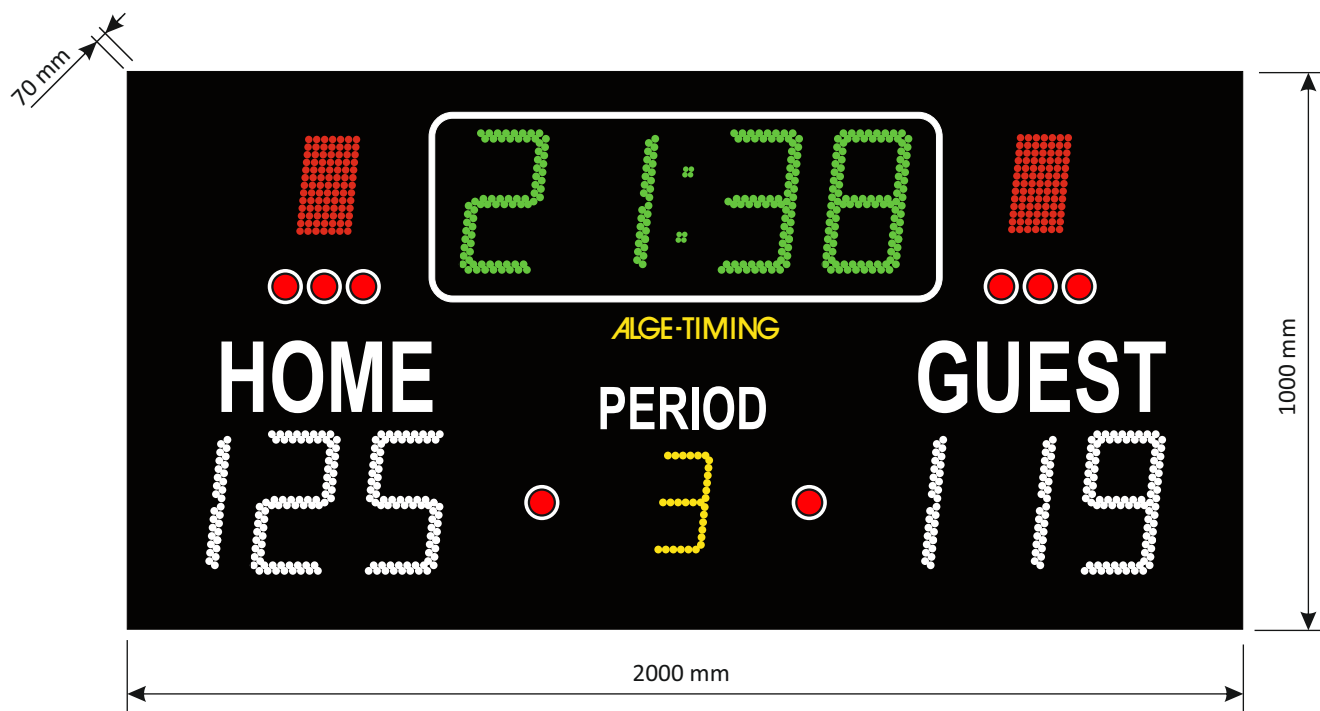 70 mm
21:38
ALGE-TIMING
HOME
GUEST
PERIOD
125
3
119
1000 mm
2000 mm